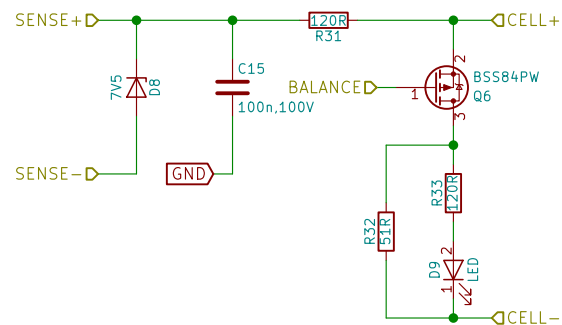 SENSE+
120R
R31
CELL+
7V5
D8
C15
100n,100V
BALANCE
1
2
BSS84PW
Q6
3
SENSE-
GND
R32
51R
R33
120R
D9
2
1
LED
CELL-